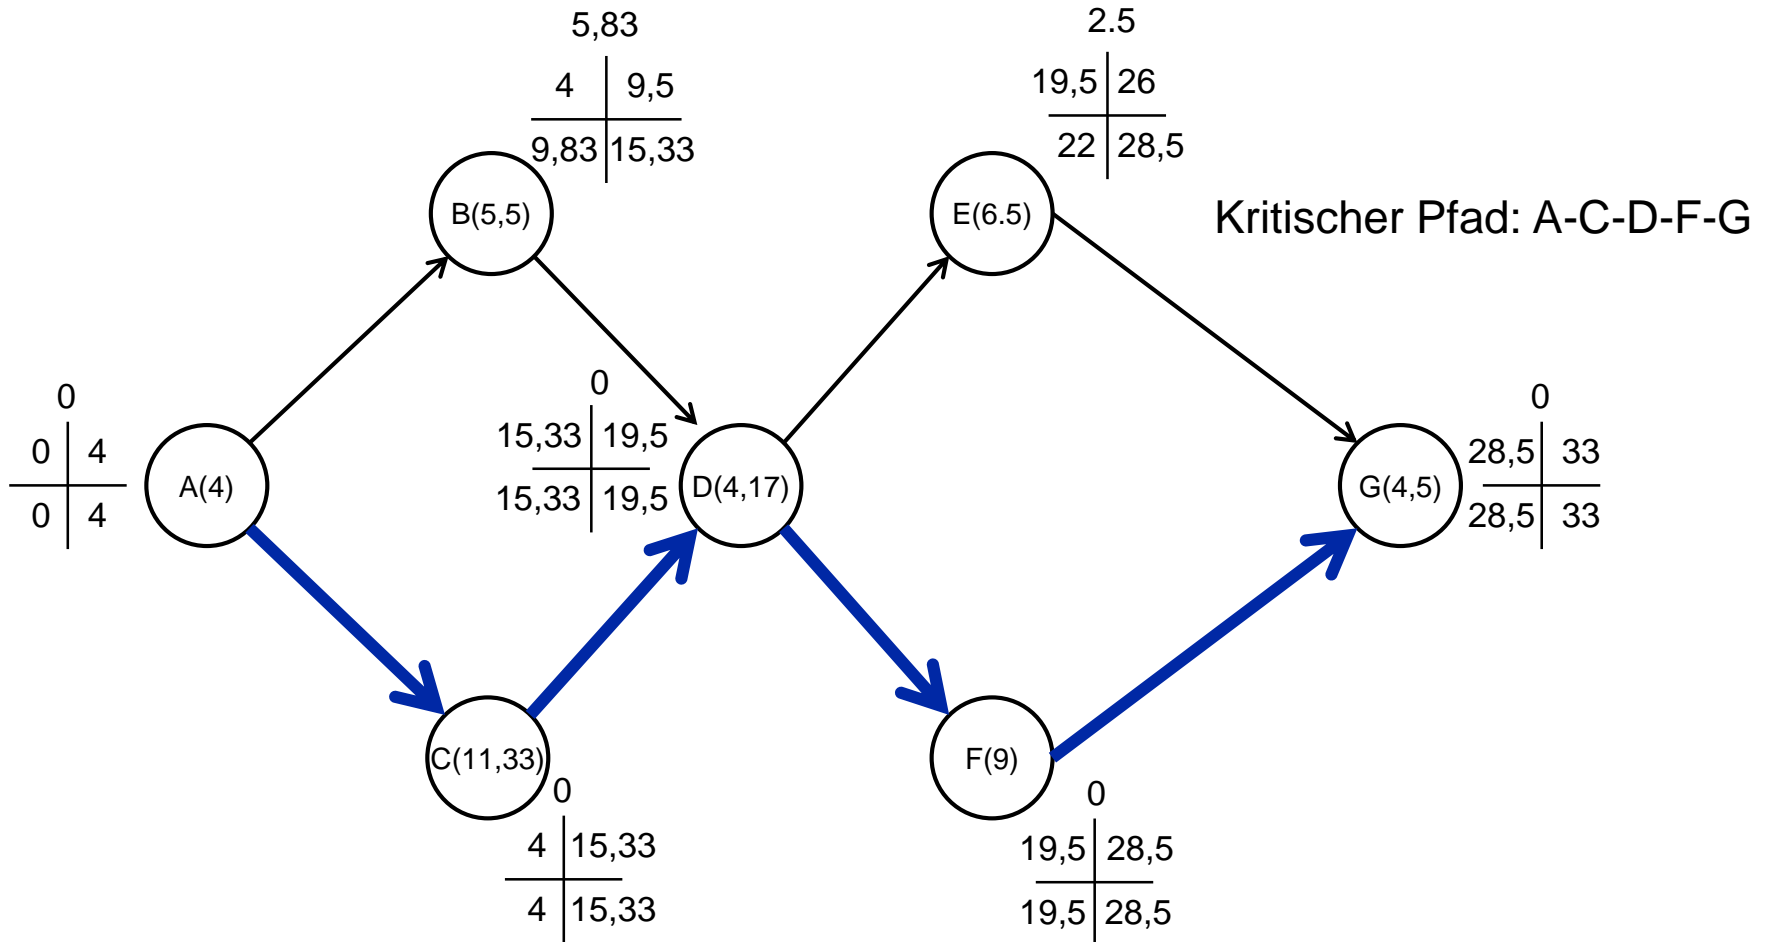 5,83
4 9,5
9,83 15,33
B(5,5)
2.5
19,5 26
22 28,5
E(6.5)
Kritischer Pfad: A-C-D-F-G
0
0 4
0 4
A(4)
0
15,33 19,5
15,33 19,5
D(4,17)
0
28,5 33
28,5 33
G(4,5)
C(11,33)
0
4 15,33
4 15,33
F(9)
0
19,5 28,5
19,5 28,5